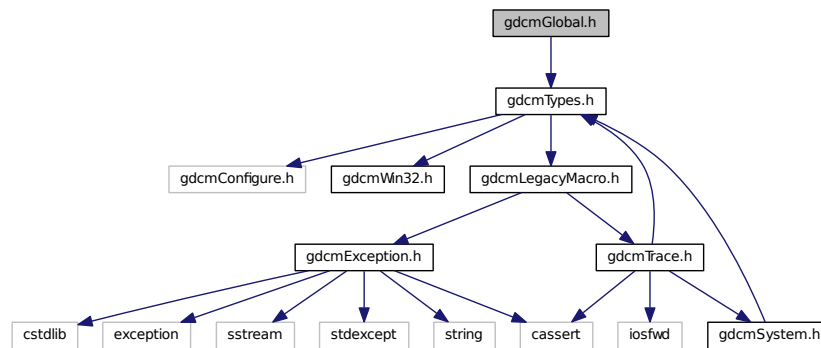 gdcmGlobal.h
gdcmTypes.h
gdcmConfigure.h
gdcmWin32.h
gdcmLegacyMacro.h
gdcmException.h
gdcmTrace.h
cstdlib
exception
sstream
stdexcept
string
cassert
iosfwd
gdcmSystem.h